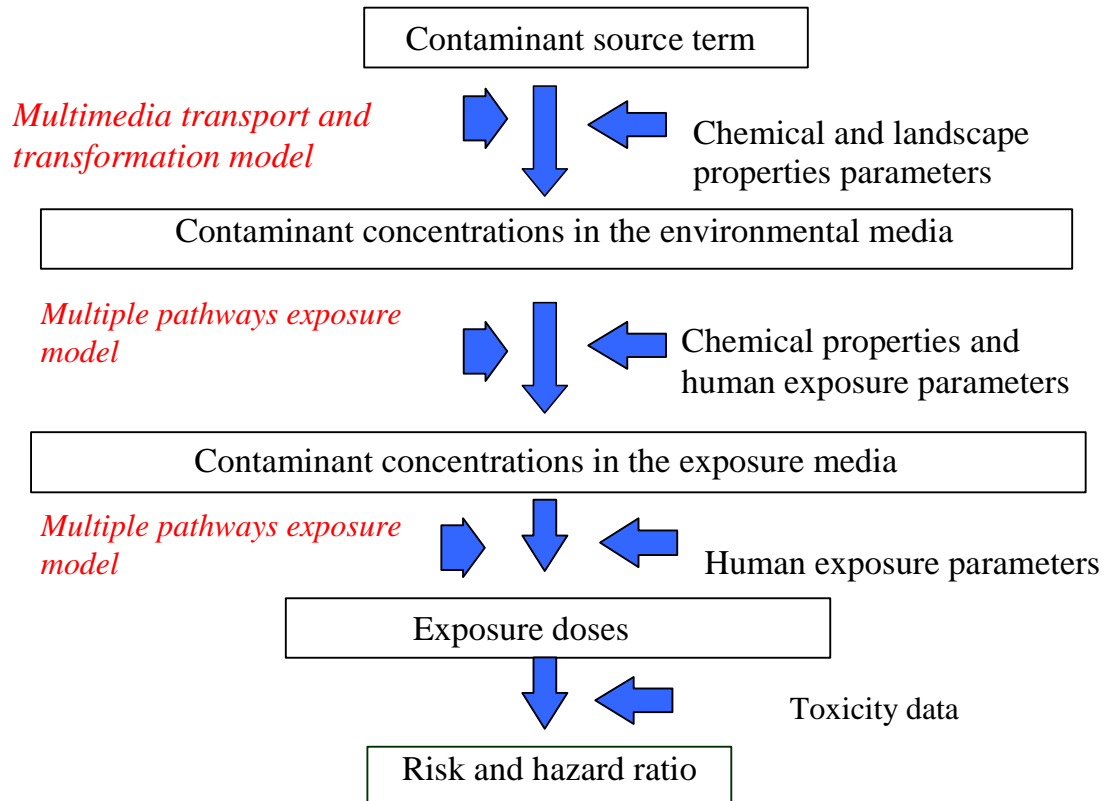 Contaminant source term
Multimedia transport and
transformation model
Chemical and landscape
properties parameters
Contaminant concentrations in the environmental media
Multiple pathways exposure
model
Chemical properties and
human exposure parameters
Contaminant concentrations in the exposure media
Multiple pathways exposure
model
Human exposure parameters
Exposure doses
Toxicity data
Risk and hazard ratio